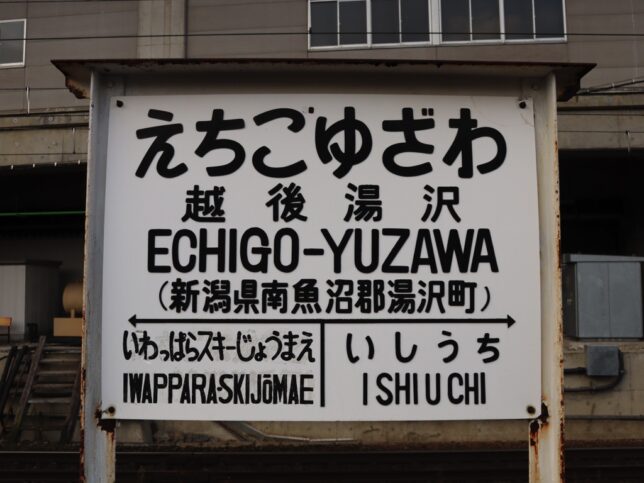 えちごゆざわ
越後湯沢
ECHIGO-YUZAWA
(新潟県南魚沼郡湯沢町)
いわっぱらスキーじょうまえ
IWAPPARA-SKIJŌMAE
いしうち
ISHIUCHI